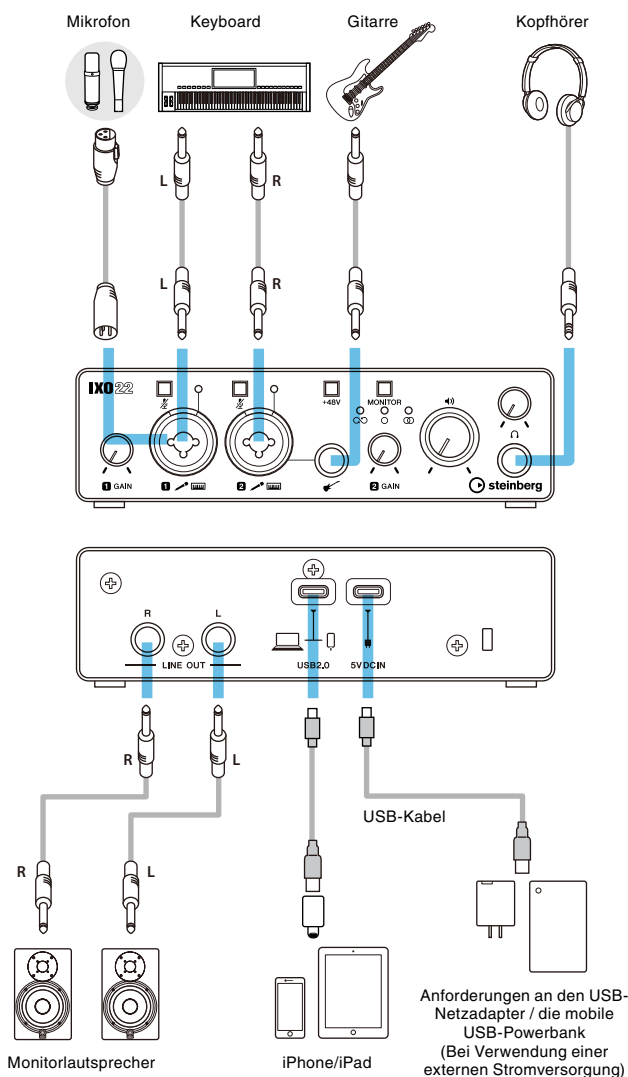 Mikrofon Keyboard Gitarre Kopfhörer
L R
L R
IXO22
+48V MONITOR
1 GAIN 1 2 2 GAIN steinberg
R L
LINE OUT USB2.0 5V DC IN
R L
USB-Kabel
R L
Monitorlautsprecher
iPhone/iPad
Anforderungen an den USB-
Netzadapter / die mobile
USB-Powerbank
(Bei Verwendung einer
externen Stromversorgung)